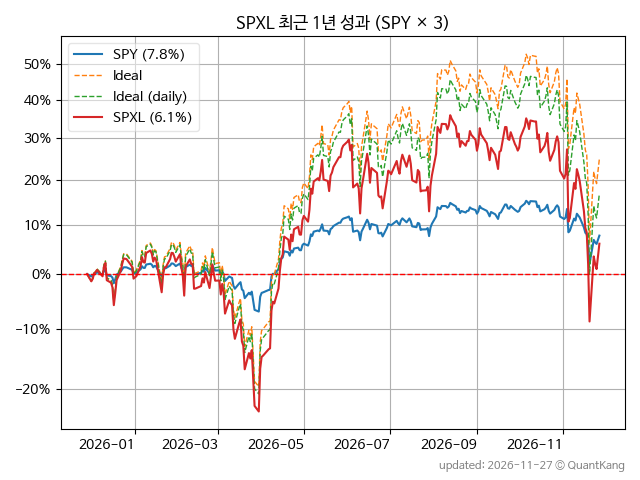 SPXL 최근 1년 성과 (SPY × 3)
SPY (7.8%)
Ideal
Ideal (daily)
SPXL (6.1%)
50%
40%
30%
20%
10%
0%
−10%
−20%
2026-01
2026-03
2026-05
2026-07
2026-09
2026-11
updated: 2026-11-27 © QuantKang